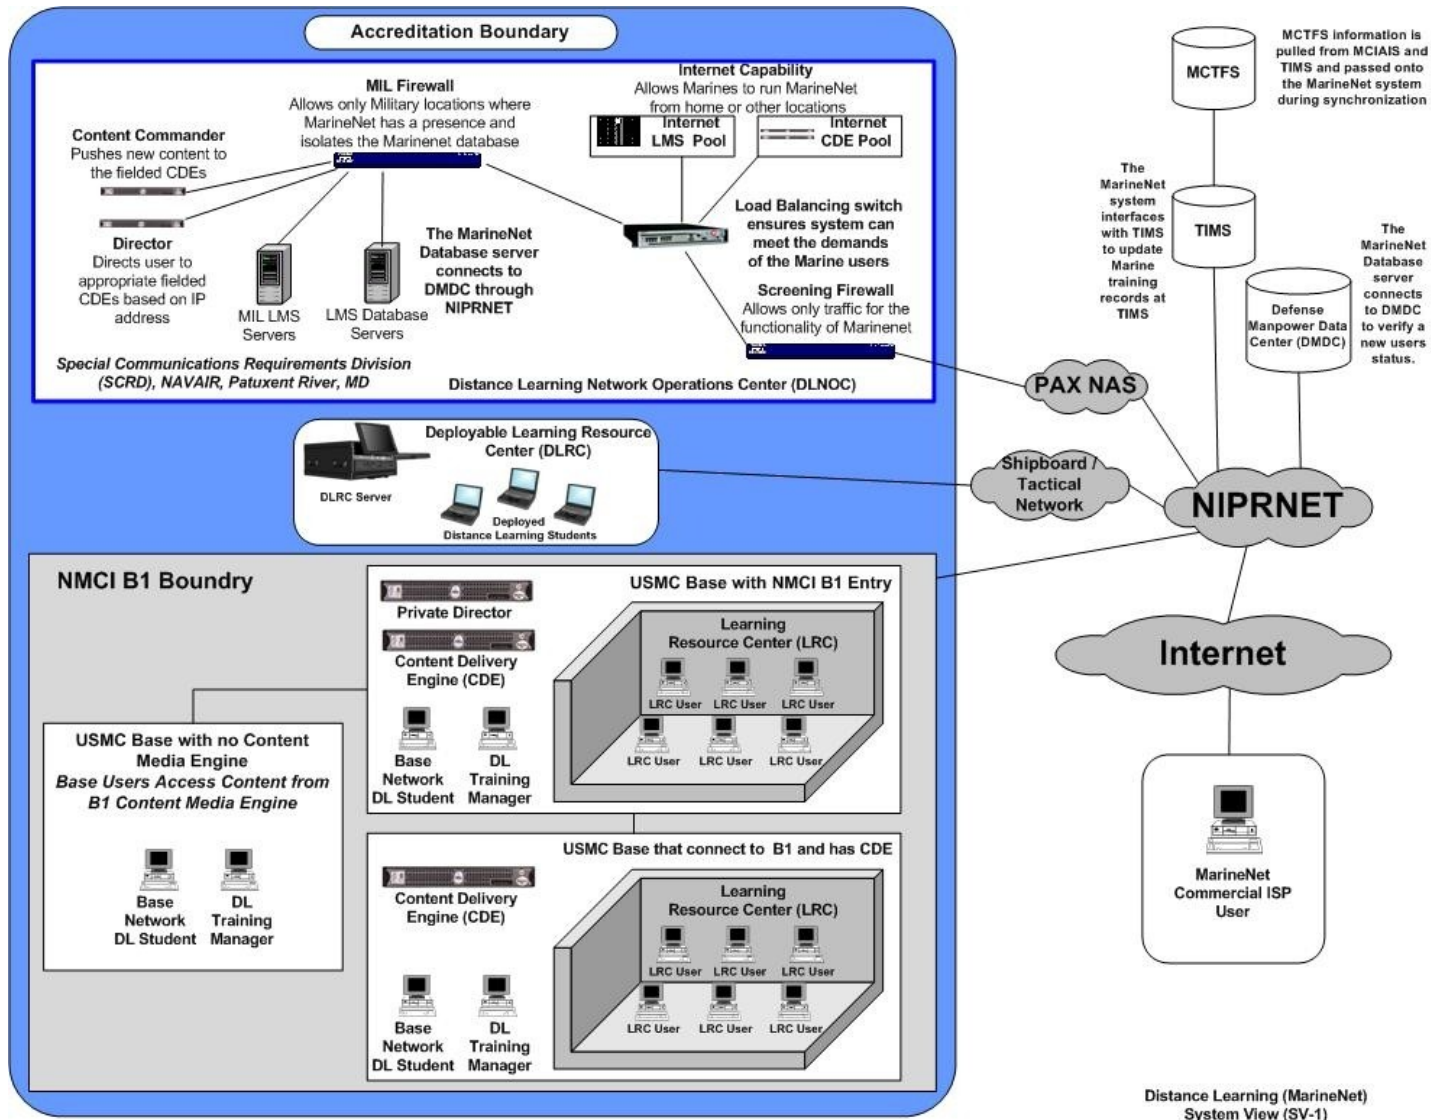 Accreditation Boundary
MIL Firewall
Allows only Military locations where
MarineNet has a presence and
isolates the Marinenet database
Internet Capability
Allows Marines to run MarineNet
from home or other locations
Internet
LMS Pool
Internet
CDE Pool
Content Commander
Pushes new content to
the fielded CDEs
Director
Directs user to
appropriate fielded
CDEs based on IP
address
MIL LMS
Servers
LMS Database
Servers
The MarineNet
Database server
connects to
DMDC through
NIPRNET
Load Balancing switch
ensures system can
meet the demands
of the Marine users
Screening Firewall
Allows only traffic for the
functionality of Marinenet
Special Communications Requirements Division
(SCRD), NAVAIR, Patuxent River, MD
Distance Learning Network Operations Center (DLNOC)
Deployable Learning Resource
Center (DLRC)
DLRC Server
Deployed
Distance Learning Students
NMCI B1 Boundry
USMC Base with NMCI B1 Entry
Private Director
Content Delivery
Engine (CDE)
Base
Network
DL Student
DL
Training
Manager
Learning
Resource Center (LRC)
LRC User
LRC User
LRC User
LRC User
LRC User
LRC User
USMC Base with no Content
Media Engine
Base Users Access Content from
B1 Content Media Engine
Base
Network
DL Student
DL
Training
Manager
USMC Base that connect to B1 and has CDE
Content Delivery
Engine (CDE)
Base
Network
DL Student
DL
Training
Manager
Learning
Resource Center (LRC)
LRC User
LRC User
LRC User
LRC User
LRC User
LRC User
MCTFS
MCTFS information is
pulled from MCIAIS and
TIMS and passed onto
the MarineNet system
during synchronization
The
MarineNet
system
interfaces
with TIMS
to update
Marine
training
records at
TIMS
TIMS
Defense
Manpower Data
Center (DMDC)
The
MarineNet
Database
server
connects
to DMDC
to verify a
new users
status.
PAX NAS
Shipboard /
Tactical
Network
NIPRNET
Internet
MarineNet
Commercial ISP
User
Distance Learning (MarineNet)
System View (SV-1)